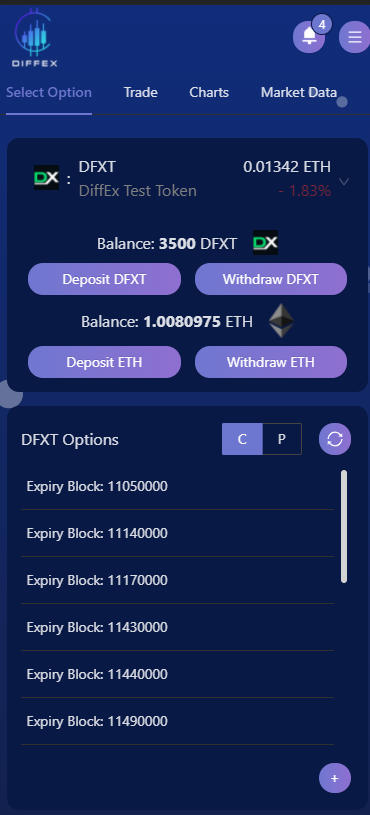 DIFFEX
4
Select Option Trade Charts Market Data
DX : DFXT 0.01342 ETH
DiffEx Test Token - 1.83%
Balance: 3500 DFXT DX
Deposit DFXT Withdraw DFXT
Balance: 1.0080975 ETH
Deposit ETH Withdraw ETH
DFXT Options C P
Expiry Block: 11050000
Expiry Block: 11140000
Expiry Block: 11170000
Expiry Block: 11430000
Expiry Block: 11440000
Expiry Block: 11490000
+